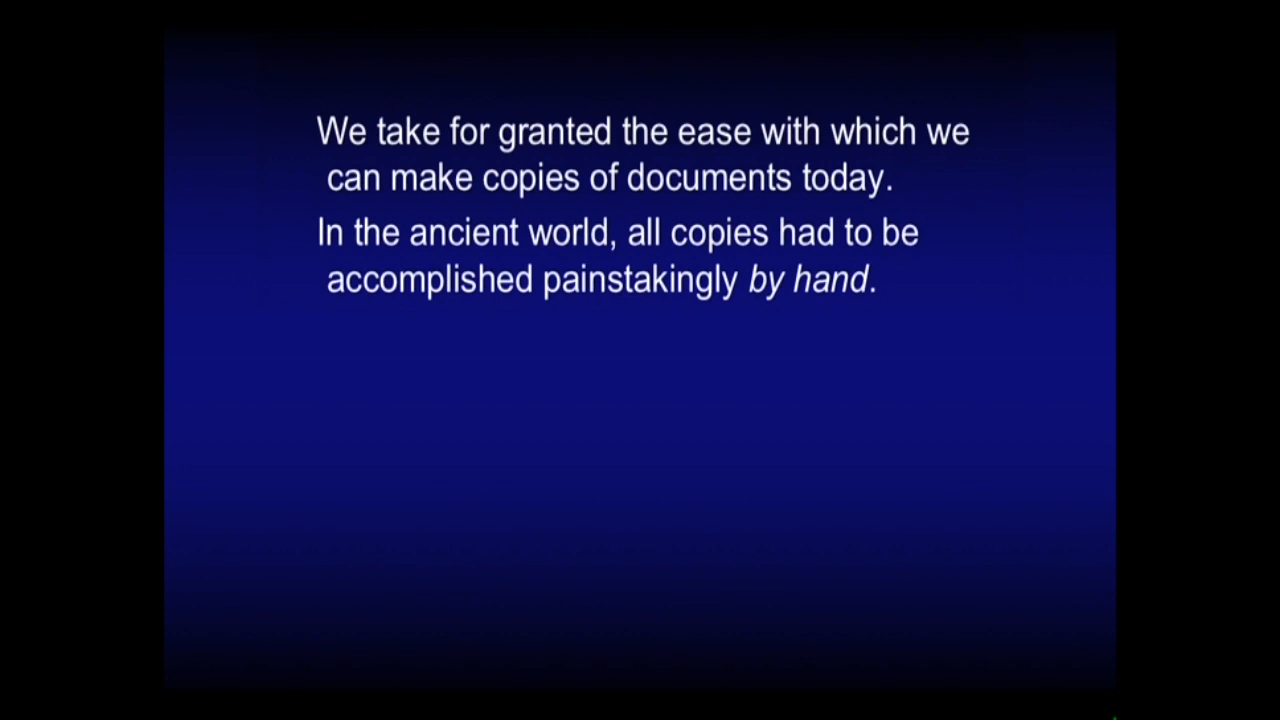 We take for granted the ease with which we
can make copies of documents today.
In the ancient world, all copies had to be
accomplished painstakingly by hand.